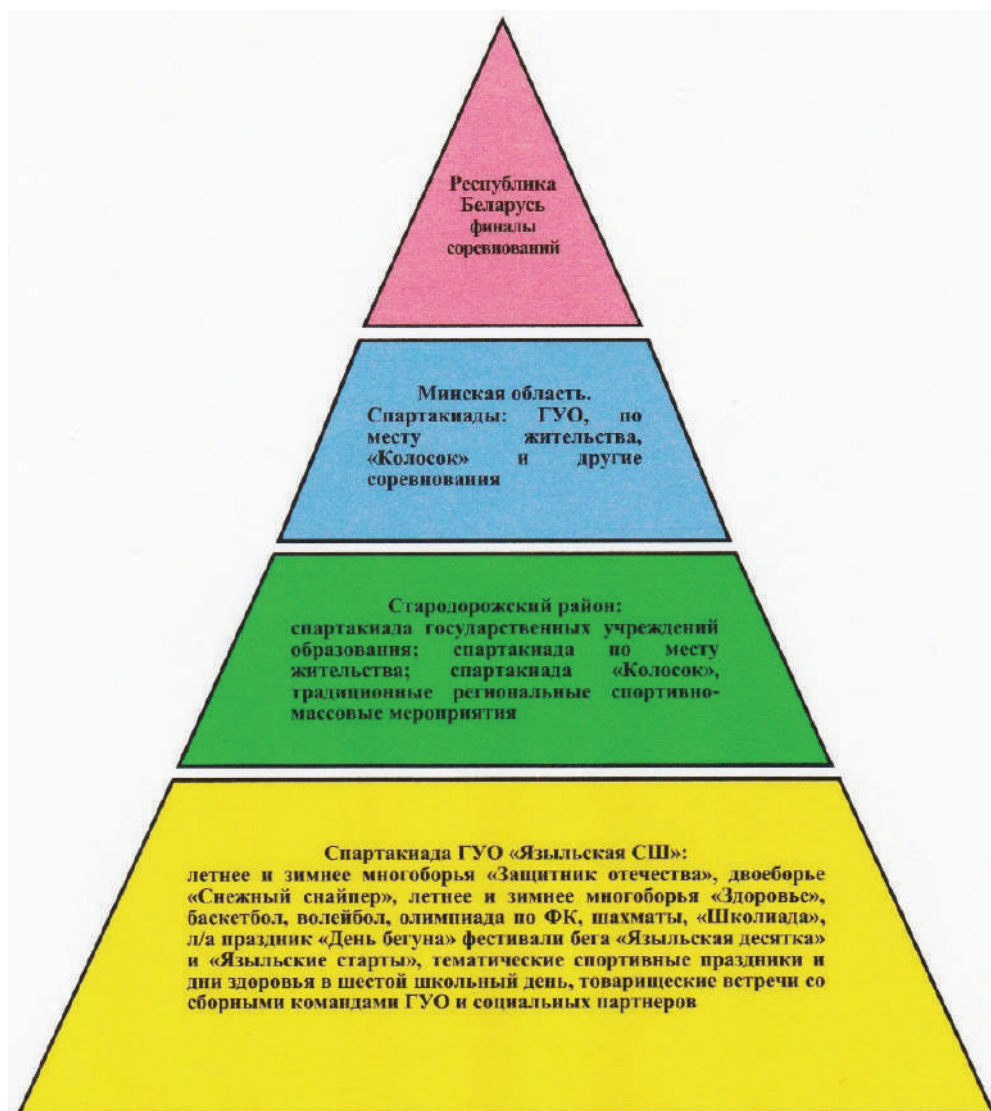 Республика
Беларусь
финалы
соревнований
Минская область.
Спартакиады: ГУО, по
месту жительства,
«Колосок» и другие
соревнования
Стародорожский район:
спартакиада государственных учреждений
образования; спартакиада по месту
жительства; спартакиада «Колосок»,
традиционные региональные спортивно-
массовые мероприятия
Спартакиада ГУО «Языльская СШ»:
летнее и зимнее многоборья «Защитник отечества», двоеборье
«Снежный снайпер», летнее и зимнее многоборья «Здоровье»,
баскетбол, волейбол, олимпиада по ФК, шахматы, «Школиада»,
л/а праздник «День бегуна» фестивали бега «Языльская десятка»
и «Языльские старты», тематические спортивные праздники и
дни здоровья в шестой школьный день, товарищеские встречи со
сборными командами ГУО и социальных партнеров